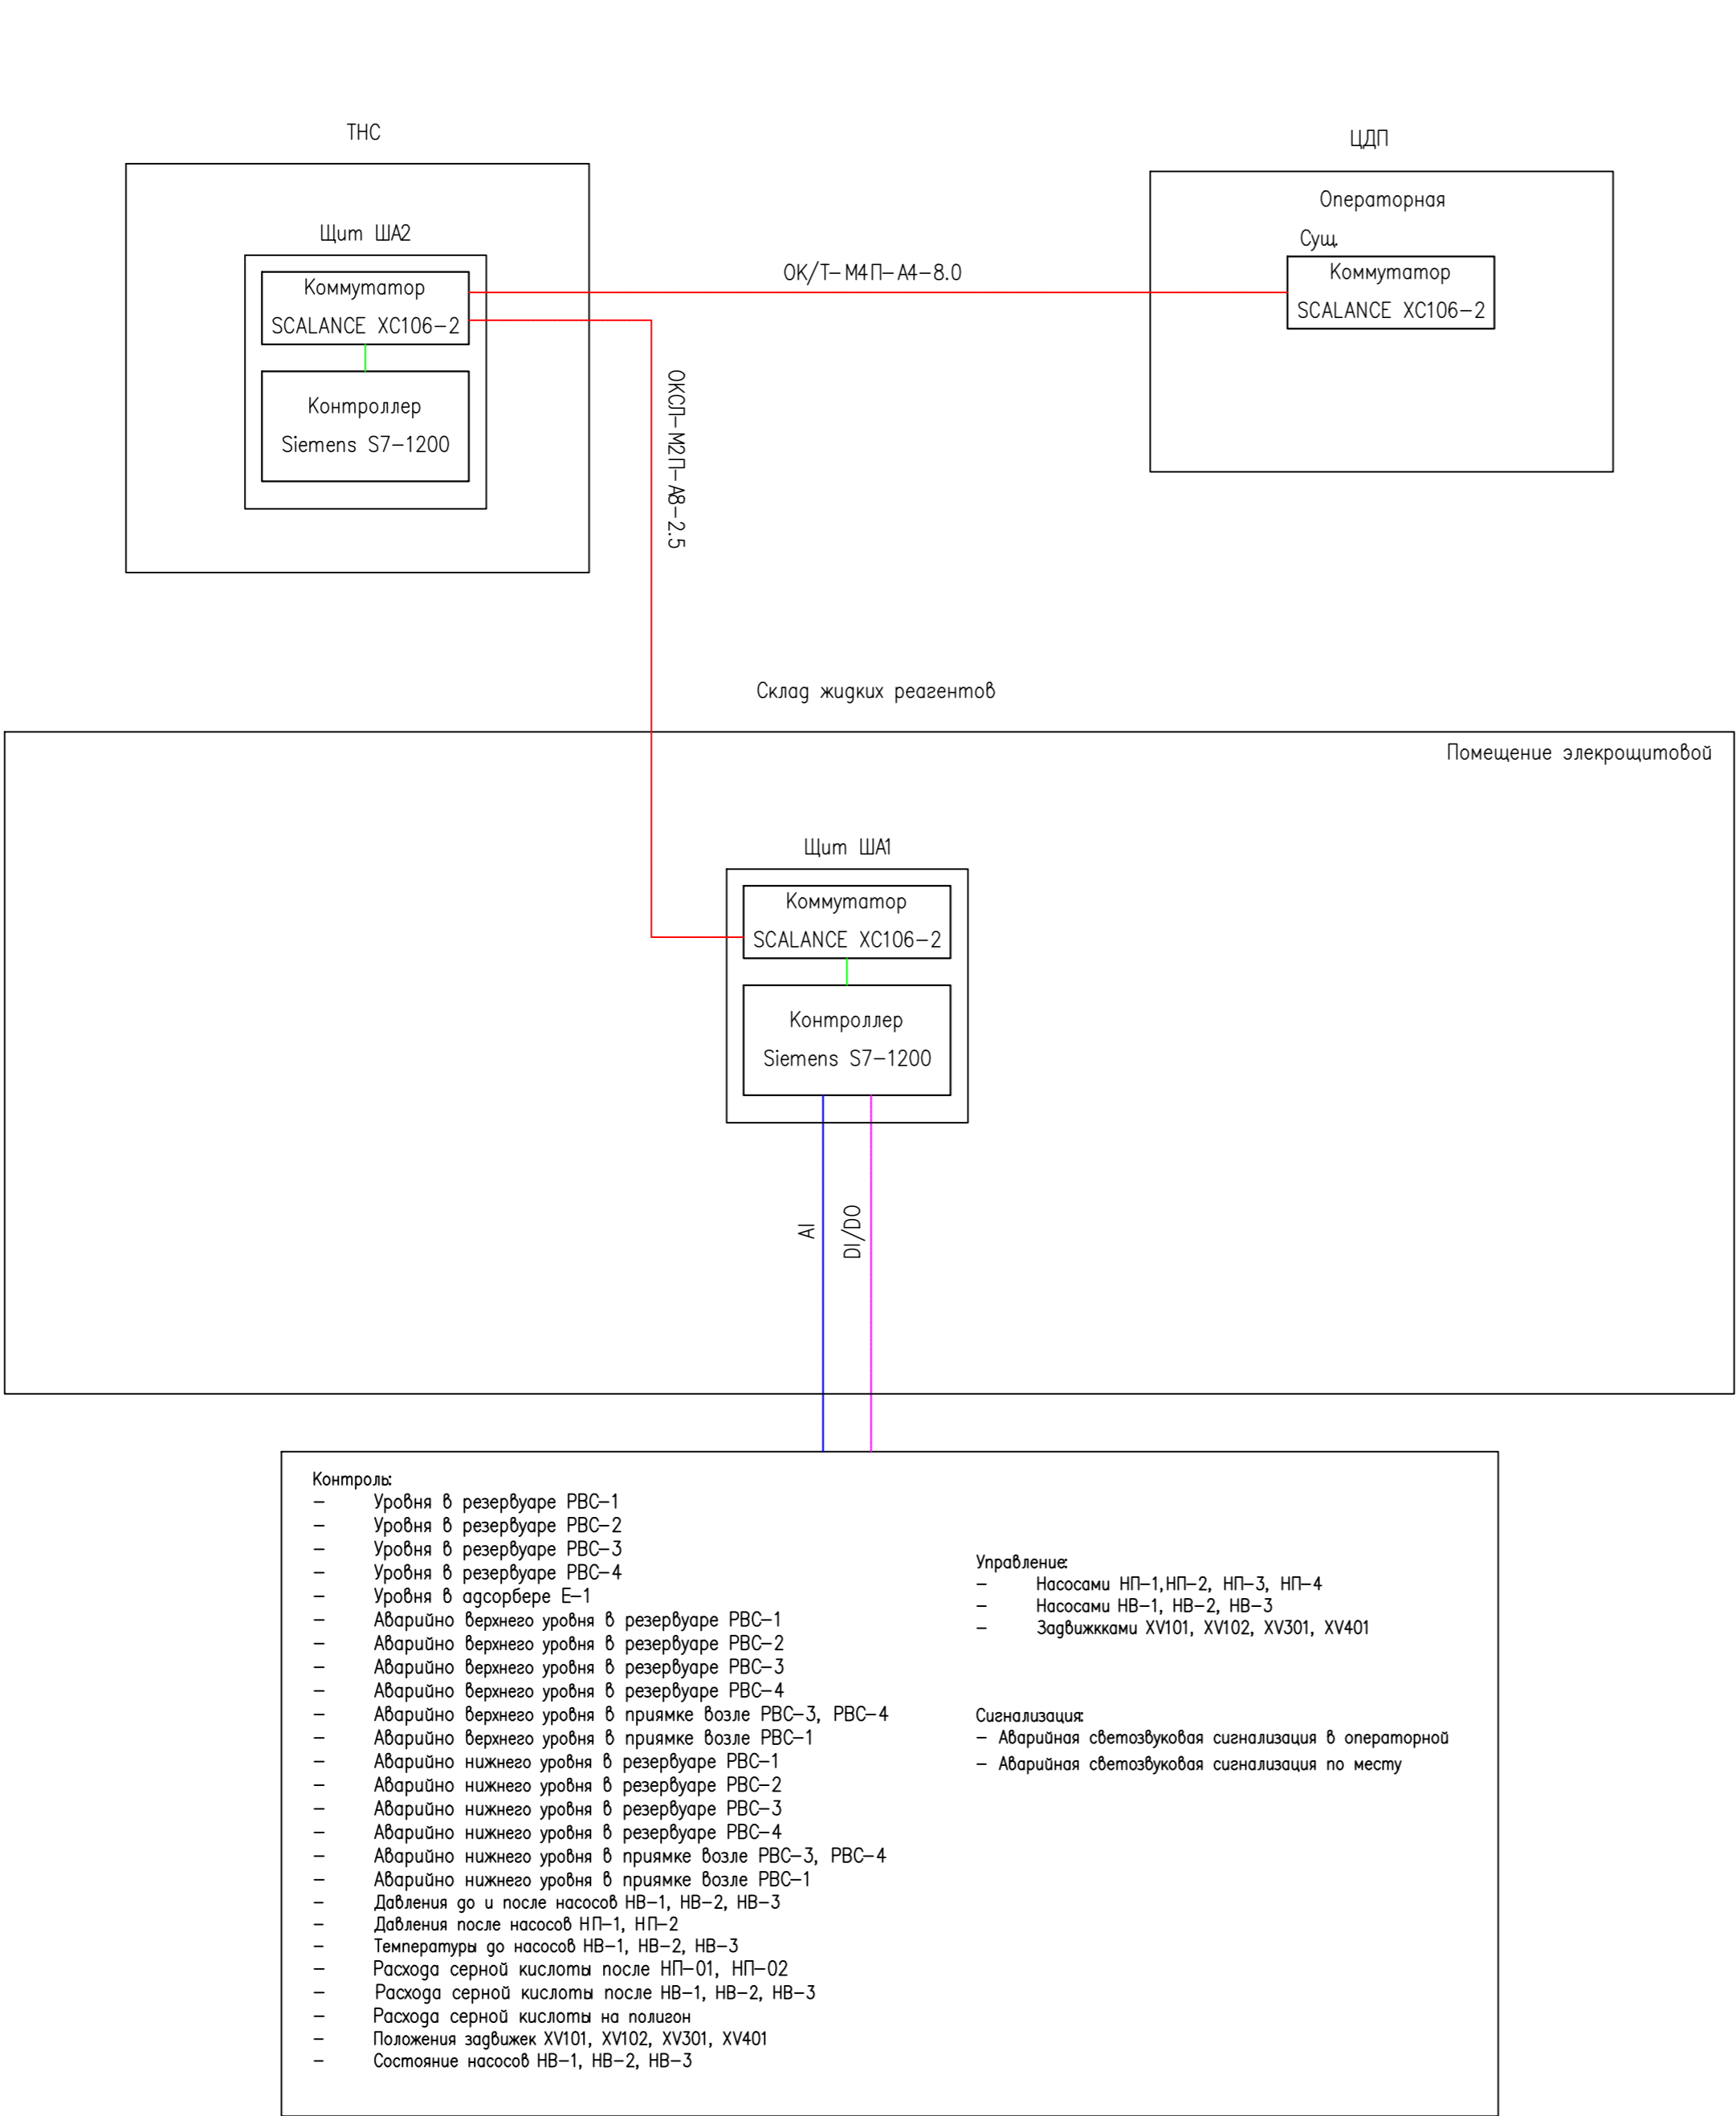 ТНС
ЦДП
Операторная
Щит ША2
Сущ.
Коммутатор
SCALANCE XC106-2
ОК/Т-М4П-А4-8.0
Коммутатор
SCALANCE XC106-2
Контроллер
Siemens S7-1200
ОКСЛ-М2П-А8-2.5
Склад жидких реагентов
Помещение элекрощитовой
Щит ША1
Коммутатор
SCALANCE XC106-2
Контроллер
Siemens S7-1200
AI
DI/DO
Контроль:
- Уровня в резервуаре РВС-1
- Уровня в резервуаре РВС-2
- Уровня в резервуаре РВС-3
- Уровня в резервуаре РВС-4
- Уровня в адсорбере Е-1
- Аварийно верхнего уровня в резервуаре РВС-1
- Аварийно верхнего уровня в резервуаре РВС-2
- Аварийно верхнего уровня в резервуаре РВС-3
- Аварийно верхнего уровня в резервуаре РВС-4
- Аварийно верхнего уровня в приямке возле РВС-3, РВС-4
- Аварийно верхнего уровня в приямке возле РВС-1
- Аварийно нижнего уровня в резервуаре РВС-1
- Аварийно нижнего уровня в резервуаре РВС-2
- Аварийно нижнего уровня в резервуаре РВС-3
- Аварийно нижнего уровня в резервуаре РВС-4
- Аварийно нижнего уровня в приямке возле РВС-3, РВС-4
- Аварийно нижнего уровня в приямке возле РВС-1
- Давления до и после насосов НВ-1, НВ-2, НВ-3
- Давления после насосов НП-1, НП-2
- Температуры до насосов НВ-1, НВ-2, НВ-3
- Расхода серной кислоты после НП-01, НП-02
- Расхода серной кислоты после НВ-1, НВ-2, НВ-3
- Расхода серной кислоты на полигон
- Положения задвижек XV101, XV102, XV301, XV401
- Состояние насосов НВ-1, НВ-2, НВ-3
Управление:
- Насосами НП-1,НП-2, НП-3, НП-4
- Насосами НВ-1, НВ-2, НВ-3
- Задвижкками XV101, XV102, XV301, XV401
Сигнализация:
- Аварийная светозвуковая сигнализация в операторной
- Аварийная светозвуковая сигнализация по месту